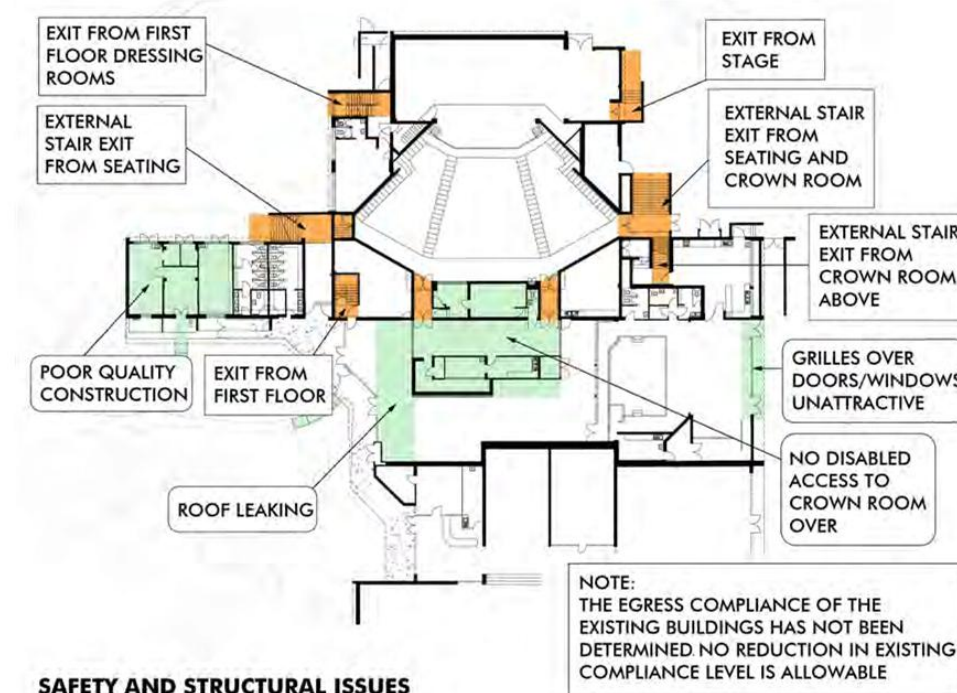 EXIT FROM FIRST
FLOOR DRESSING
ROOMS
EXIT FROM
STAGE
EXTERNAL
STAIR EXIT
FROM SEATING
EXTERNAL STAIR
EXIT FROM
SEATING AND
CROWN ROOM
EXTERNAL STAIR
EXIT FROM
CROWN ROOM
ABOVE
POOR QUALITY
CONSTRUCTION
EXIT FROM
FIRST FLOOR
GRILLES OVER
DOORS/WINDOWS
UNATTRACTIVE
ROOF LEAKING
NO DISABLED
ACCESS TO
CROWN ROOM
OVER
NOTE:
THE EGRESS COMPLIANCE OF THE
EXISTING BUILDINGS HAS NOT BEEN
DETERMINED. NO REDUCTION IN EXISTING
COMPLIANCE LEVEL IS ALLOWABLE
SAFETY AND STRUCTURAL ISSUES